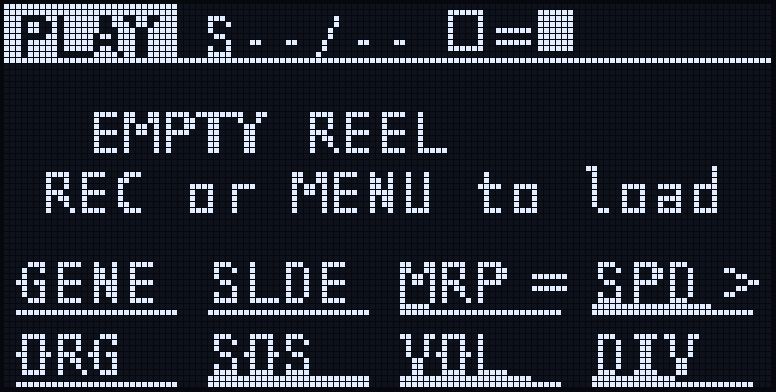 PLAY S--/-- □=■
EMPTY REEL
REC or MENU to load
GENE SLDE MRP = SPD >
ORG SOS VOL DIV